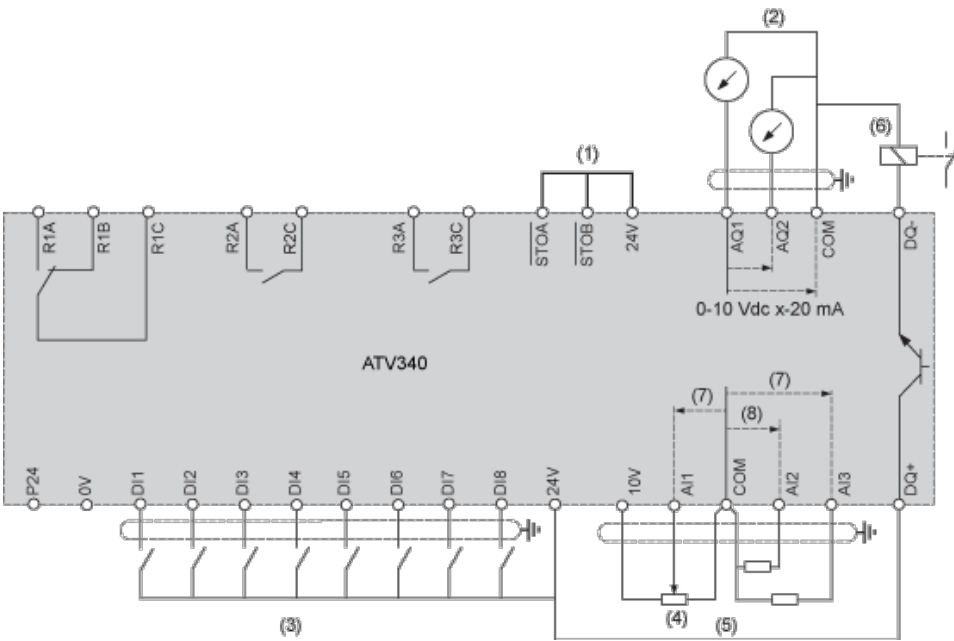 (2)
(6)
(1)
R1A R1B R1C R2A R2C R3A R3C STOA STOB 24V AQ1 AQ2 COM DQ-
0-10 Vdc x-20 mA
ATV340
(7)
(7)
(8)
P24 0V DI1 DI2 DI3 DI4 DI5 DI6 DI7 DI8 24V 10V AI1 COM AI2 AI3 DQ+
(4)
(3)
(5)